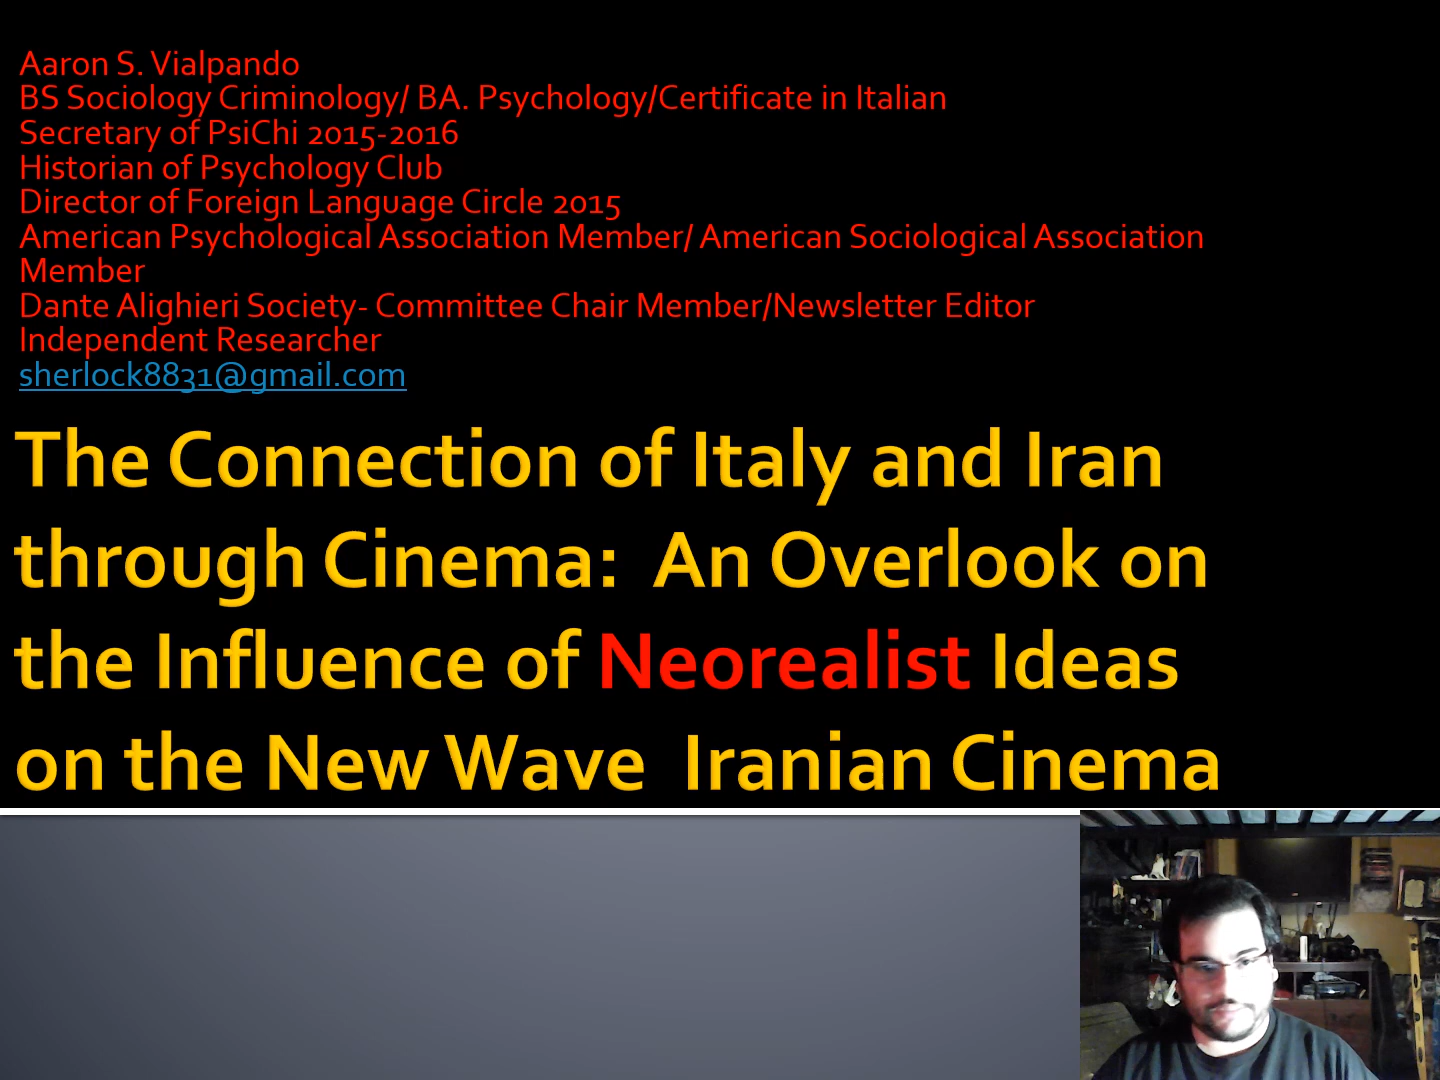 Aaron S. Vialpando
BS Sociology Criminology/ BA. Psychology/Certificate in Italian
Secretary of PsiChi 2015-2016
Historian of Psychology Club
Director of Foreign Language Circle 2015
American Psychological Association Member/ American Sociological Association
Member
Dante Alighieri Society- Committee Chair Member/Newsletter Editor
Independent Researcher
sherlock8831@gmail.com
The Connection of Italy and Iran
through Cinema:  An Overlook on
the Influence of Neorealist Ideas
on the New Wave  Iranian Cinema